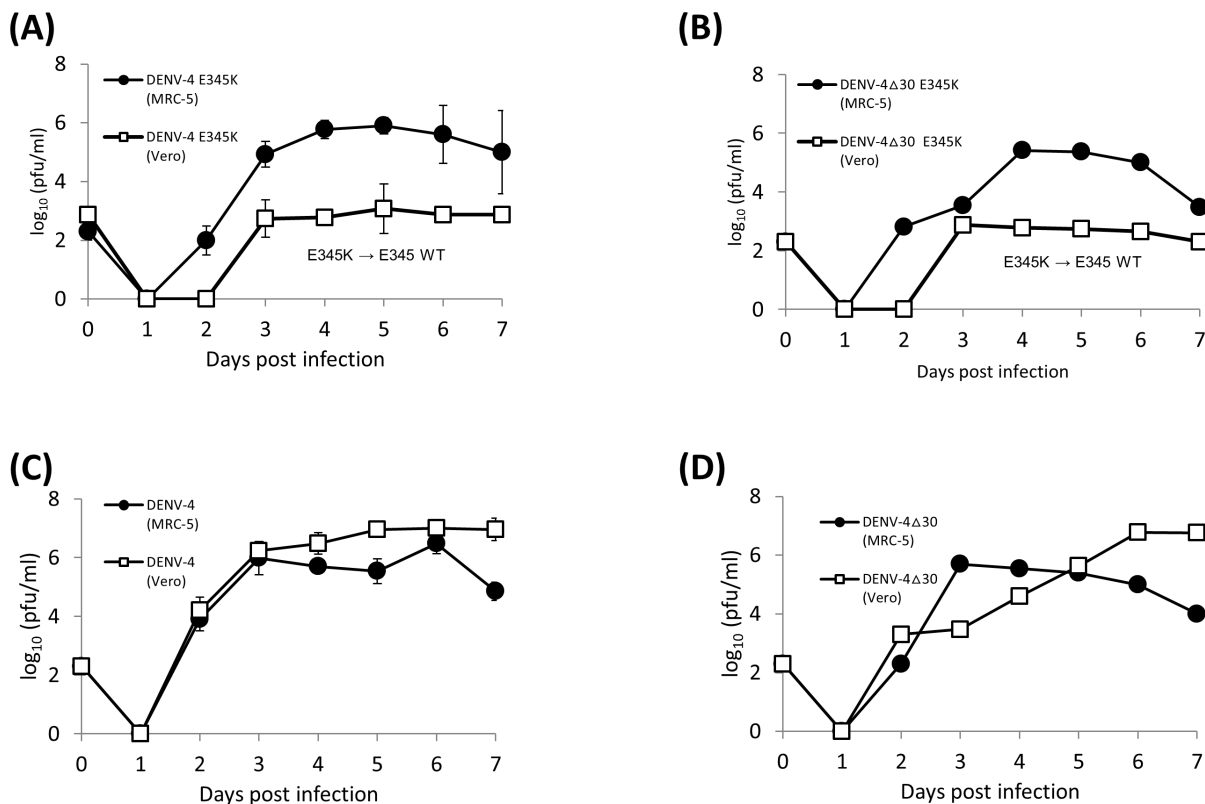 (A)
8
6
4
2
0
log10 (pfu/ml)
DENV-4 E345K
(MRC-5)
DENV-4 E345K
(Vero)
E345K → E345 WT
0 1 2 3 4 5 6 7
Days post infection
(B)
8
6
4
2
0
log10 (pfu/ml)
DENV-4Δ30 E345K
(MRC-5)
DENV-4Δ30 E345K
(Vero)
E345K → E345 WT
0 1 2 3 4 5 6 7
Days post infection
(C)
8
6
4
2
0
log10 (pfu/ml)
DENV-4
(MRC-5)
DENV-4
(Vero)
0 1 2 3 4 5 6 7
Days post infection
(D)
8
6
4
2
0
log10 (pfu/ml)
DENV-4Δ30
(MRC-5)
DENV-4Δ30
(Vero)
0 1 2 3 4 5 6 7
Days post infection